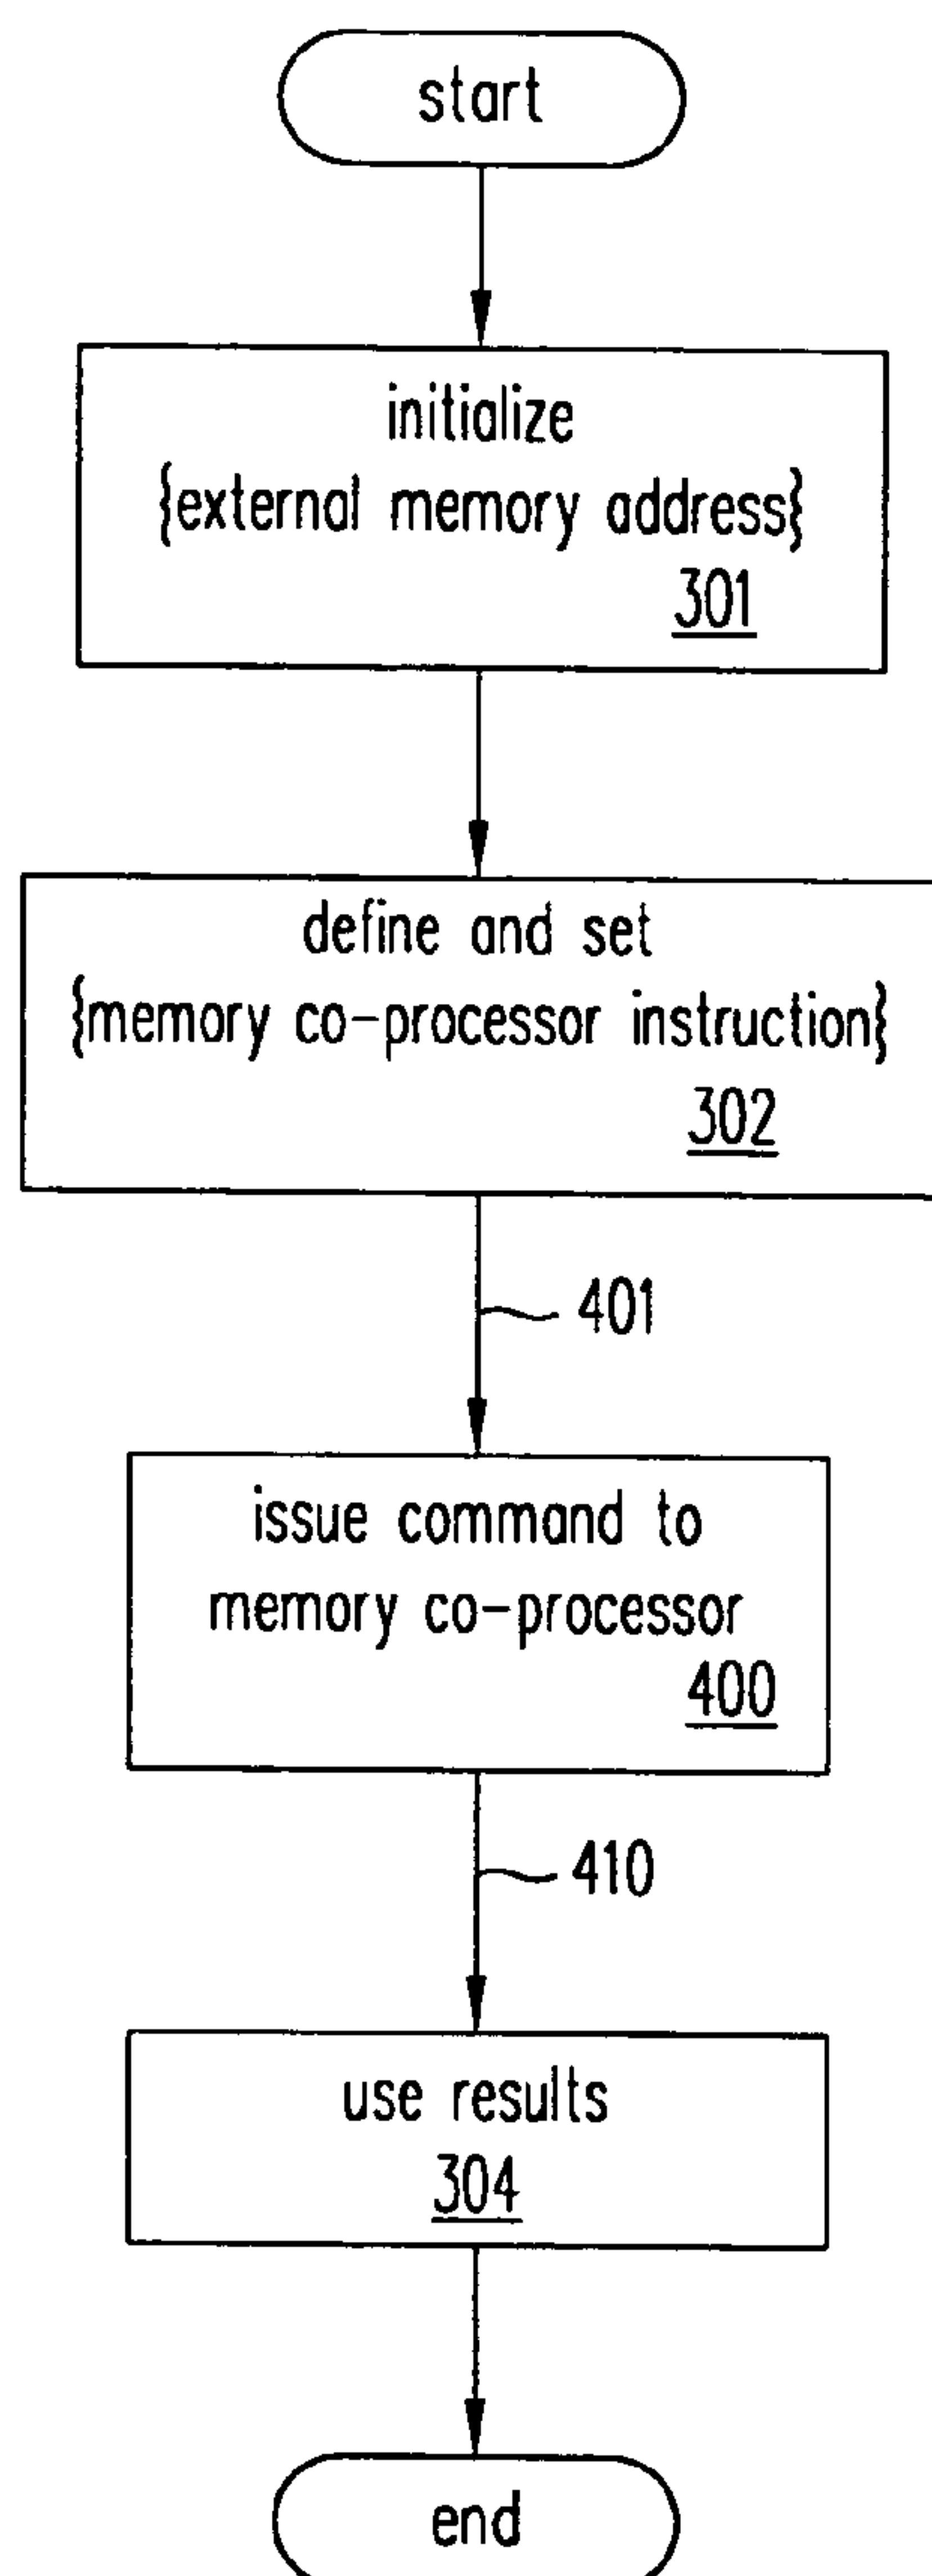 start
initialize
{external memory address}
301
define and set
{memory co-processor instruction}
302
401
issue command to
memory co-processor
400
410
use results
304
end